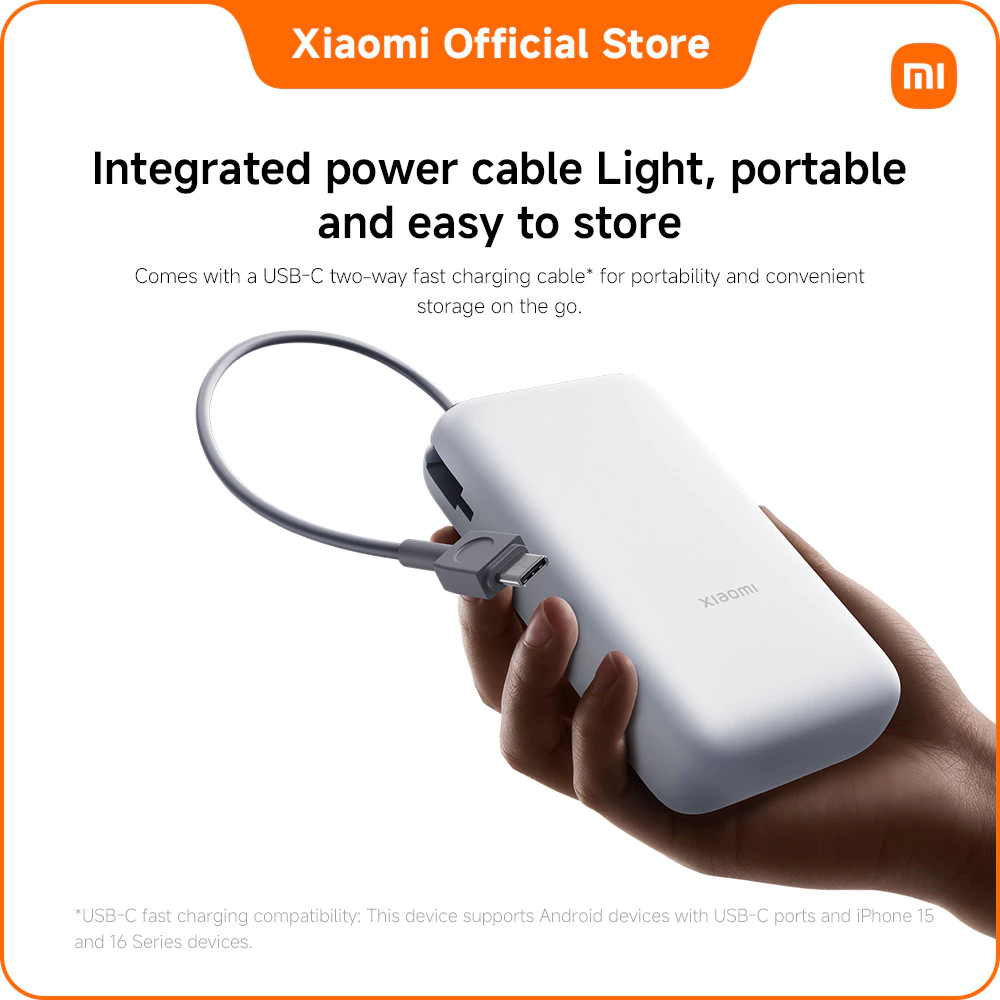 Xiaomi Official Store
mi
Integrated power cable Light, portable
and easy to store
Comes with a USB-C two-way fast charging cable* for portability and convenient
storage on the go.
xiaomi
*USB-C fast charging compatibility: This device supports Android devices with USB-C ports and iPhone 15
and 16 Series devices.